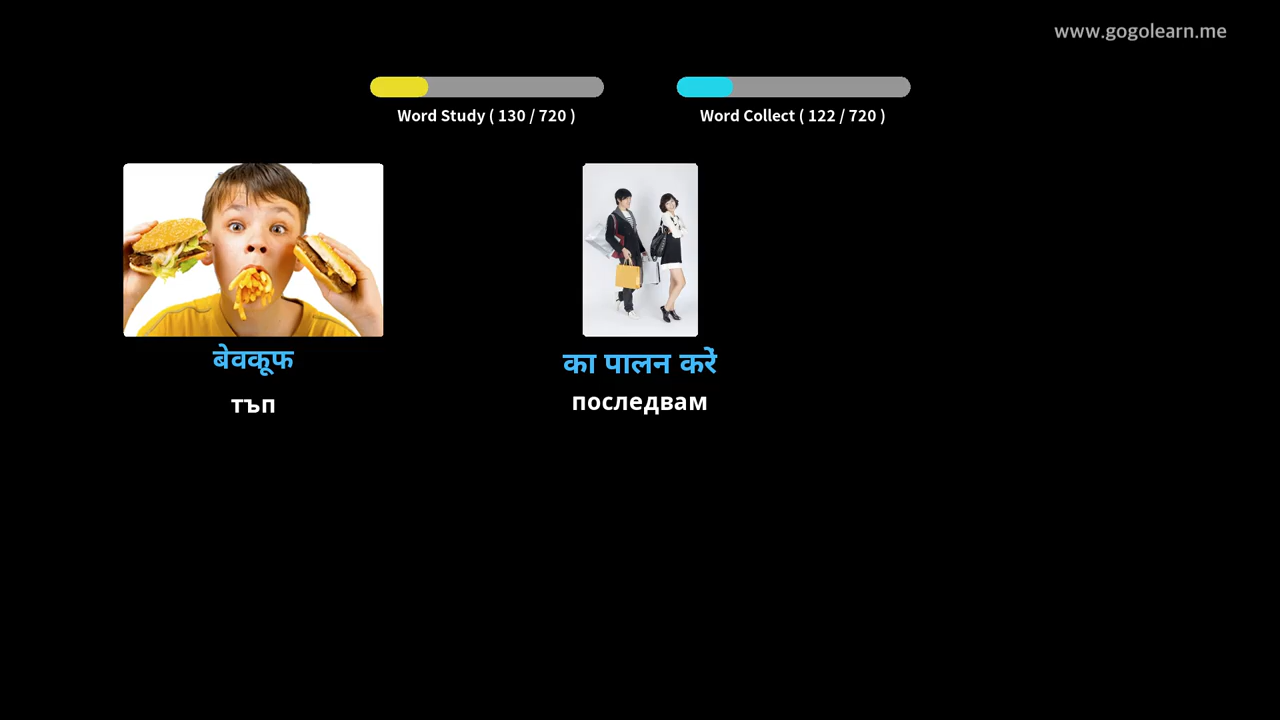 www.gogolearn.me
Word Study ( 130 / 720 )
Word Collect ( 122 / 720 )
बेवकूफ
тъп
का पालन करें
последвам